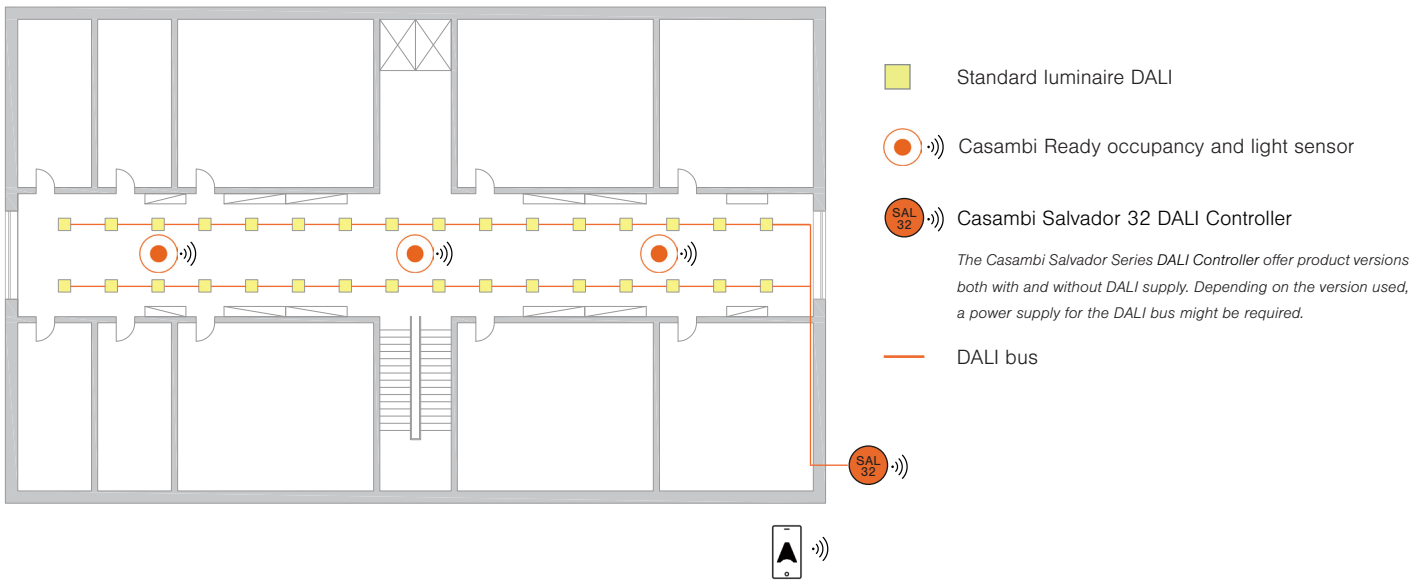 Standard luminaire DALI
Casambi Ready occupancy and light sensor
SAL
32
Casambi Salvador 32 DALI Controller
The Casambi Salvador Series DALI Controller offer product versions
both with and without DALI supply. Depending on the version used,
a power supply for the DALI bus might be required.
DALI bus
SAL
32